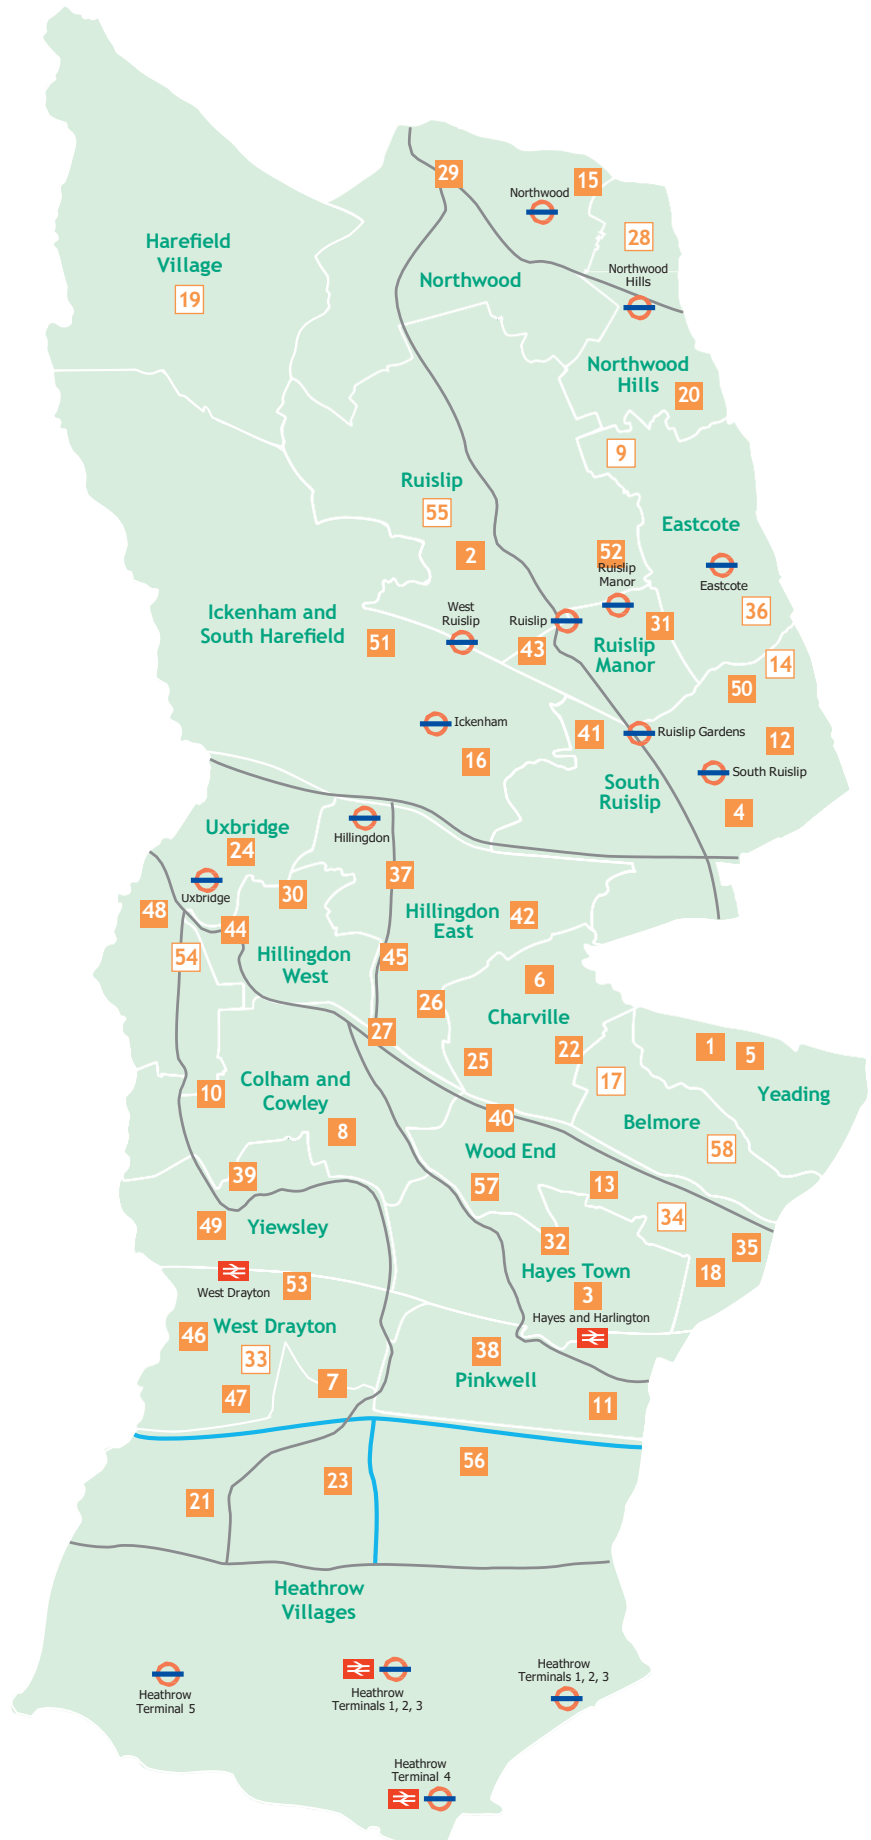 29
15
Northwood
28
Harefield
Village
19
Northwood
Northwood
Hills
Northwood
Hills
20
9
Ruislip
55
2
Eastcote
52
Ruislip
Manor
Eastcote
36
Ickenham and
South Harefield
51
West
Ruislip
Ruislip
43
31
Ruislip
Manor
14
50
Ickenham
16
41
Ruislip Gardens
12
South Ruislip
South
Ruislip
4
Uxbridge
24
Hillingdon
Uxbridge
30
37
48
44
54
Hillingdon
East
42
Hillingdon
West
45
26
6
Charville
27
25
22
17
1
5
Yeading
Belmore
58
10
Colham and
Cowley
8
40
Wood End
57
13
39
49
Yiewsley
34
35
32
18
Hayes Town
3
Hayes and Harlington
West Drayton
53
46
West Drayton
33
47
7
38
Pinkwell
11
21
23
56
Heathrow
Villages
Heathrow
Terminal 5
Heathrow
Terminals 1, 2, 3
Heathrow
Terminals 1, 2, 3
Heathrow
Terminal 4